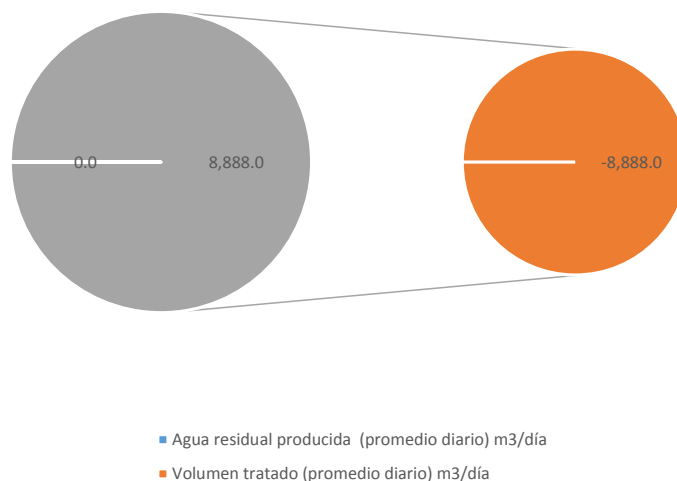 0.0
8,888.0
-8,888.0
Agua residual producida  (promedio diario) m3/día
Volumen tratado (promedio diario) m3/día